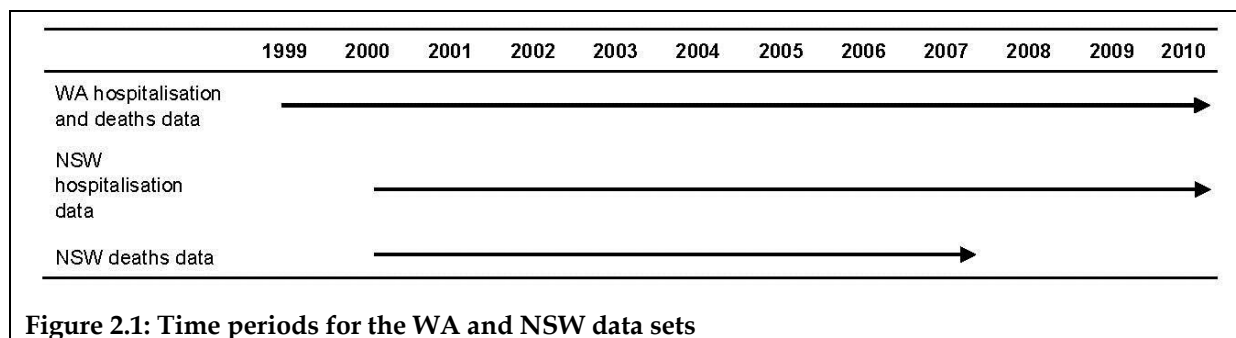 1999 2000 2001 2002 2003 2004 2005 2006 2007 2008 2009 2010
WA hospitalisation
and deaths data
NSW
hospitalisation
data
NSW deaths data
Figure 2.1: Time periods for the WA and NSW data sets